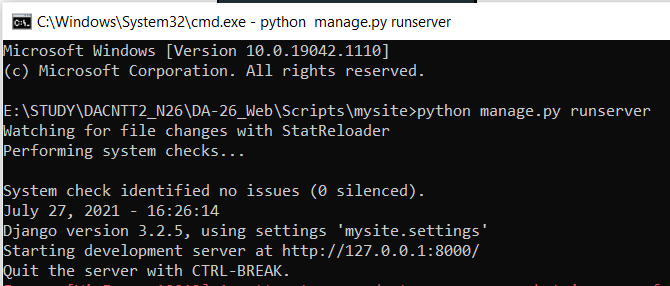 C:\Windows\System32\cmd.exe - python  manage.py runserver
Microsoft Windows [Version 10.0.19042.1110]
(c) Microsoft Corporation. All rights reserved.
E:\STUDY\DACNTT2_N26\DA-26_Web\Scripts\mysite>python manage.py runserver
Watching for file changes with StatReloader
Performing system checks...
System check identified no issues (0 silenced).
July 27, 2021 - 16:26:14
Django version 3.2.5, using settings 'mysite.settings'
Starting development server at http://127.0.0.1:8000/
Quit the server with CTRL-BREAK.